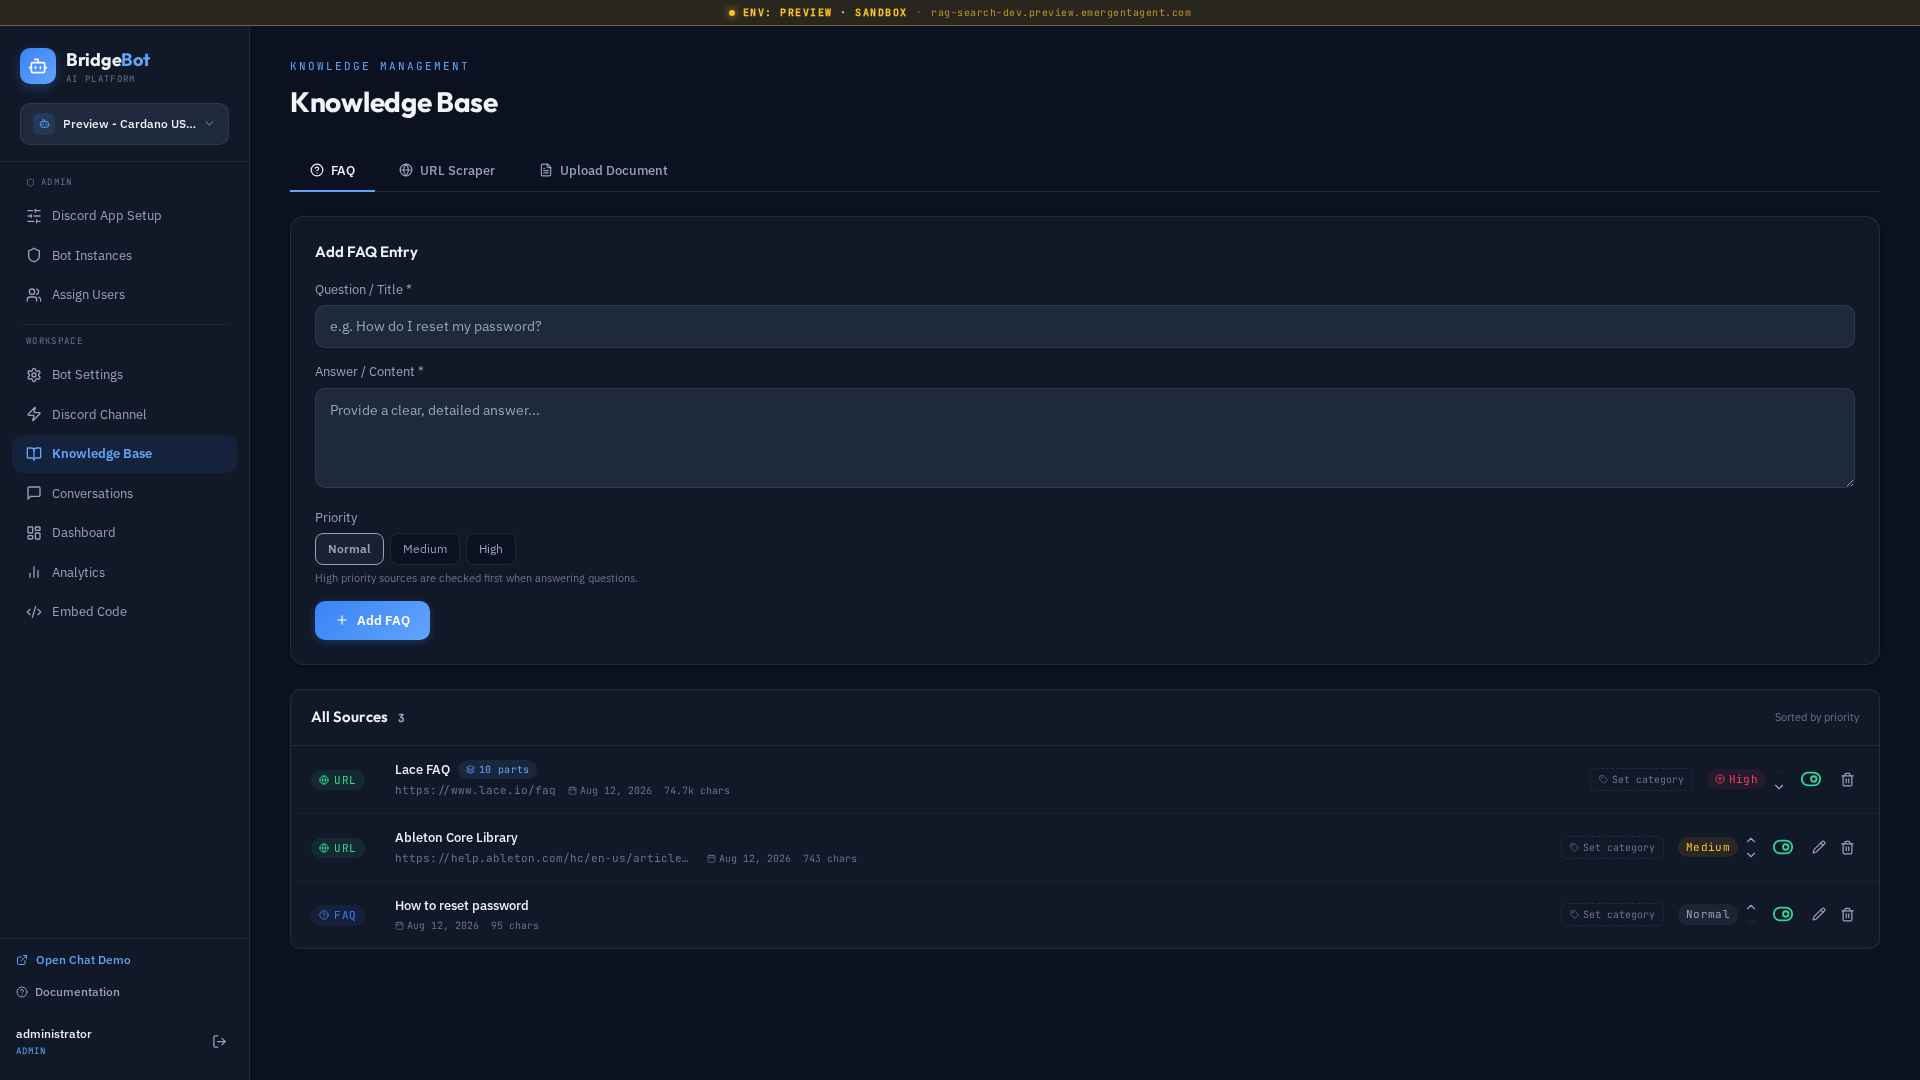 ENV: PREVIEW · SANDBOX · rag-search-dev.preview.emergentagent.com
BridgeBot
AI PLATFORM
Preview - Cardano US...
ADMIN
Discord App Setup
Bot Instances
Assign Users
WORKSPACE
Bot Settings
Discord Channel
Knowledge Base
Conversations
Dashboard
Analytics
Embed Code
Open Chat Demo
Documentation
administrator
ADMIN
KNOWLEDGE MANAGEMENT
Knowledge Base
FAQ URL Scraper Upload Document
Add FAQ Entry
Question / Title *
e.g. How do I reset my password?
Answer / Content *
Provide a clear, detailed answer...
Priority
Normal Medium High
High priority sources are checked first when answering questions.
Add FAQ
All Sources 3 Sorted by priority
URL Lace FAQ 10 parts Set category High
https://www.lace.io/faq Aug 12, 2026 74.7k chars
URL Ableton Core Library Set category Medium
https://help.ableton.com/hc/en-us/article… Aug 12, 2026 743 chars
FAQ How to reset password Set category Normal
Aug 12, 2026 95 chars